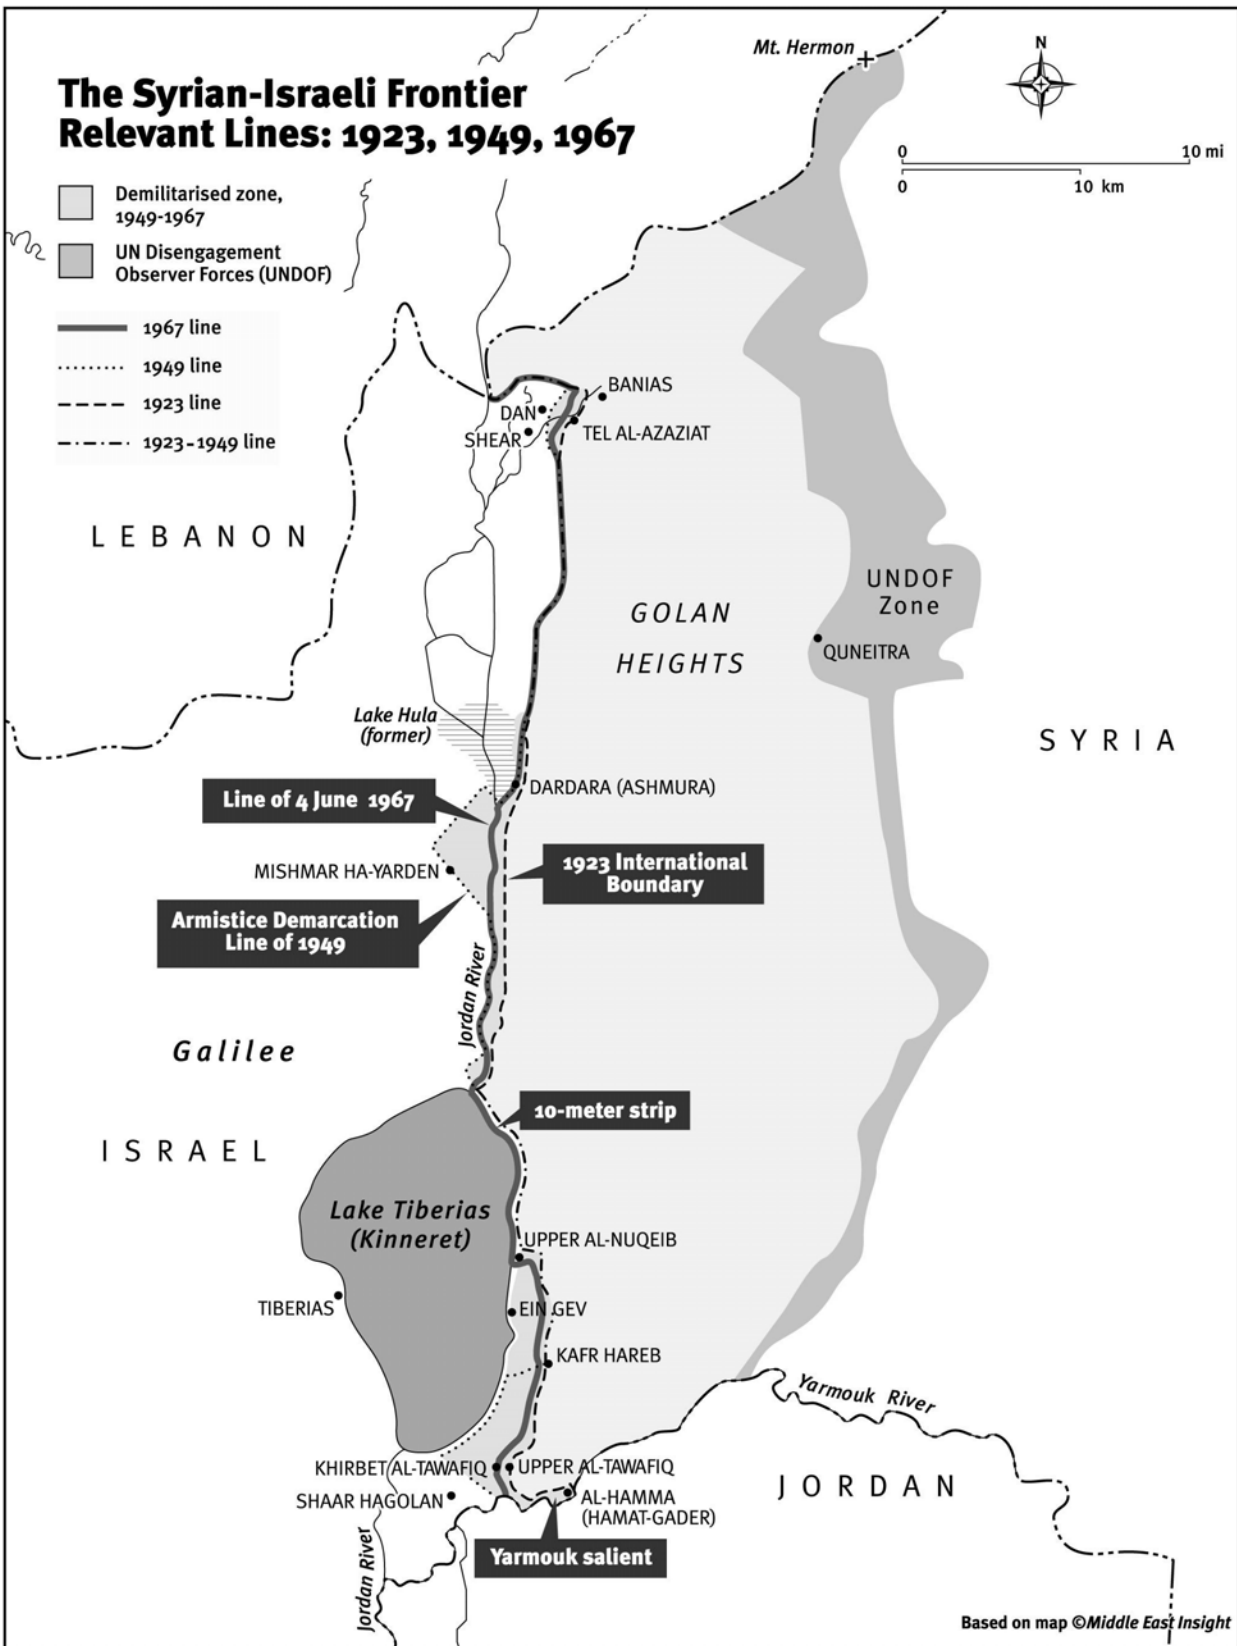 Mt. Hermon
N
The Syrian-Israeli Frontier
Relevant Lines: 1923, 1949, 1967
0 10 mi
0 10 km
Demilitarised zone,
1949-1967
UN Disengagement
Observer Forces (UNDOF)
1967 line
1949 line
1923 line
1923-1949 line
BANIAS
DAN
SHEAR
TEL AL-AZAZIAT
LEBANON
UNDOF
Zone
GOLAN
HEIGHTS
QUNEITRA
Lake Hula
(former)
SYRIA
DARDARA (ASHMURA)
Line of 4 June 1967
1923 International
Boundary
MISHMAR HA-YARDEN
Armistice Demarcation
Line of 1949
Jordan River
Galilee
10-meter strip
ISRAEL
Lake Tiberias
(Kinneret)
UPPER AL-NUQEIB
TIBERIAS
EIN GEV
KAFR HAREB
Yarmouk River
KHIRBET AL-TAWAFIQ
UPPER AL-TAWAFIQ
SHAAR HAGOLAN
AL-HAMMA
(HAMAT-GADER)
JORDAN
Yarmouk salient
Jordan River
Based on map ©Middle East Insight